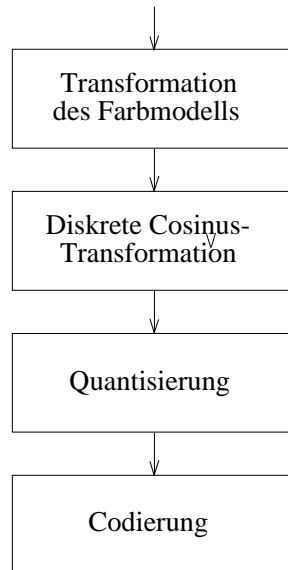 Transformation
des Farbmodells
Diskrete Cosinus-
Transformation
Quantisierung
Codierung